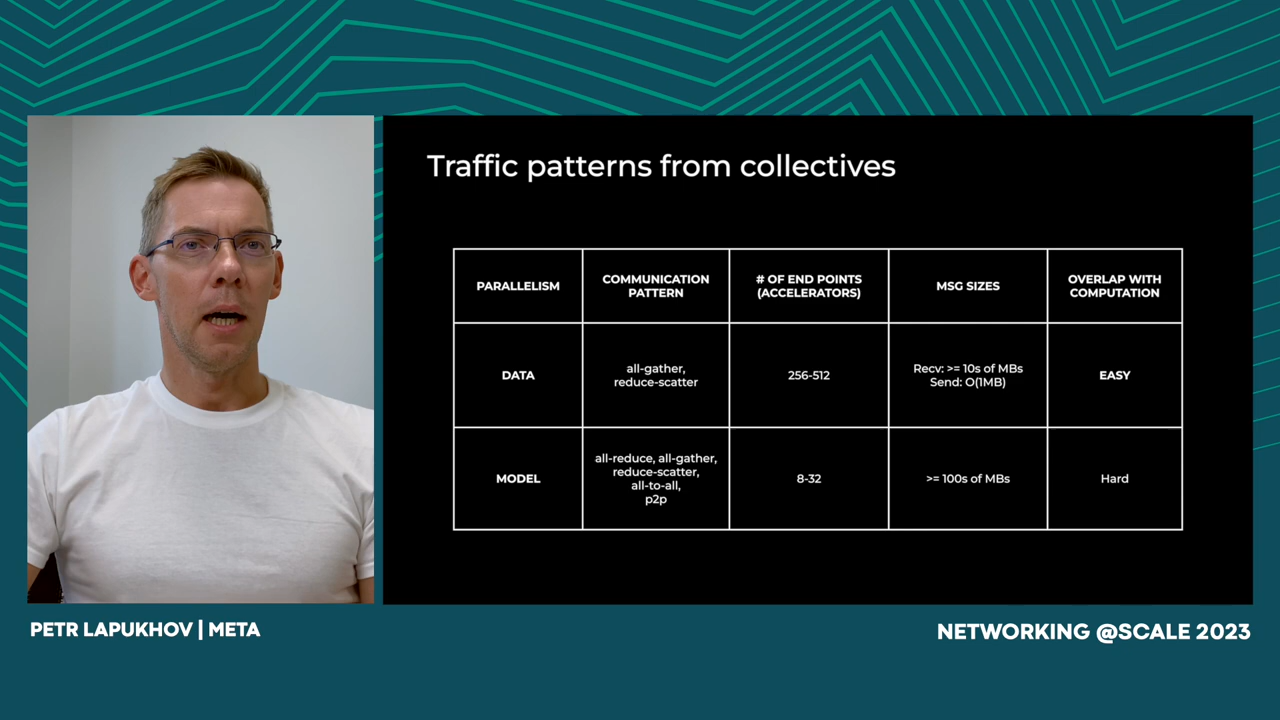 Traffic patterns from collectives
PARALLELISM
COMMUNICATION
PATTERN
# OF END POINTS
(ACCELERATORS)
MSG SIZES
OVERLAP WITH
COMPUTATION
DATA
all-gather,
reduce-scatter
256-512
Recv: >= 10s of MBs
Send: O(1MB)
EASY
MODEL
all-reduce, all-gather,
reduce-scatter,
all-to-all,
p2p
8-32
>= 100s of MBs
Hard
PETR LAPUKHOV | META
NETWORKING @SCALE 2023